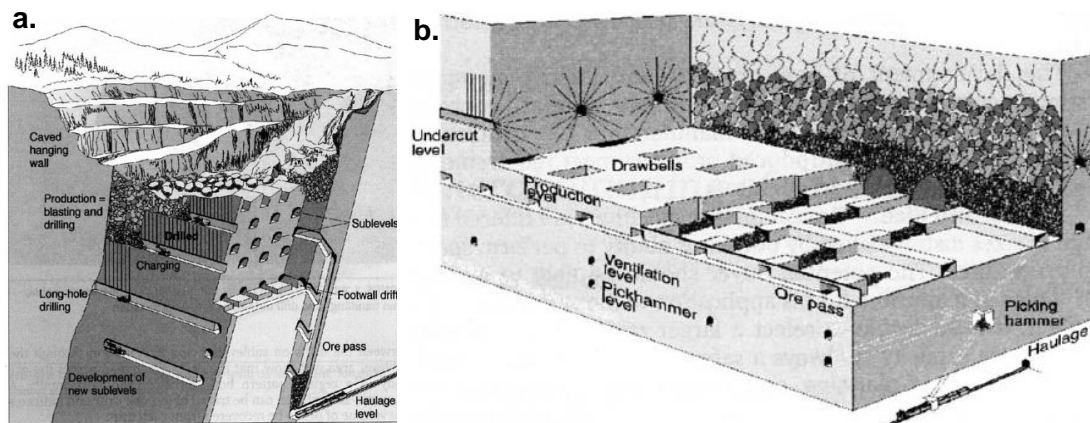 a.
Caved
hanging
wall
Production =
blasting and
drilling
Drilled
Charging
Long-hole
drilling
Development of
new sublevels
Sublevels
Footwall drift
Ore pass
Haulage
level
b.
Undercut
level
Drawbells
Production
level
Ventilation
level
Pickhammer
level
Ore pass
Picking
hammer
Haulage